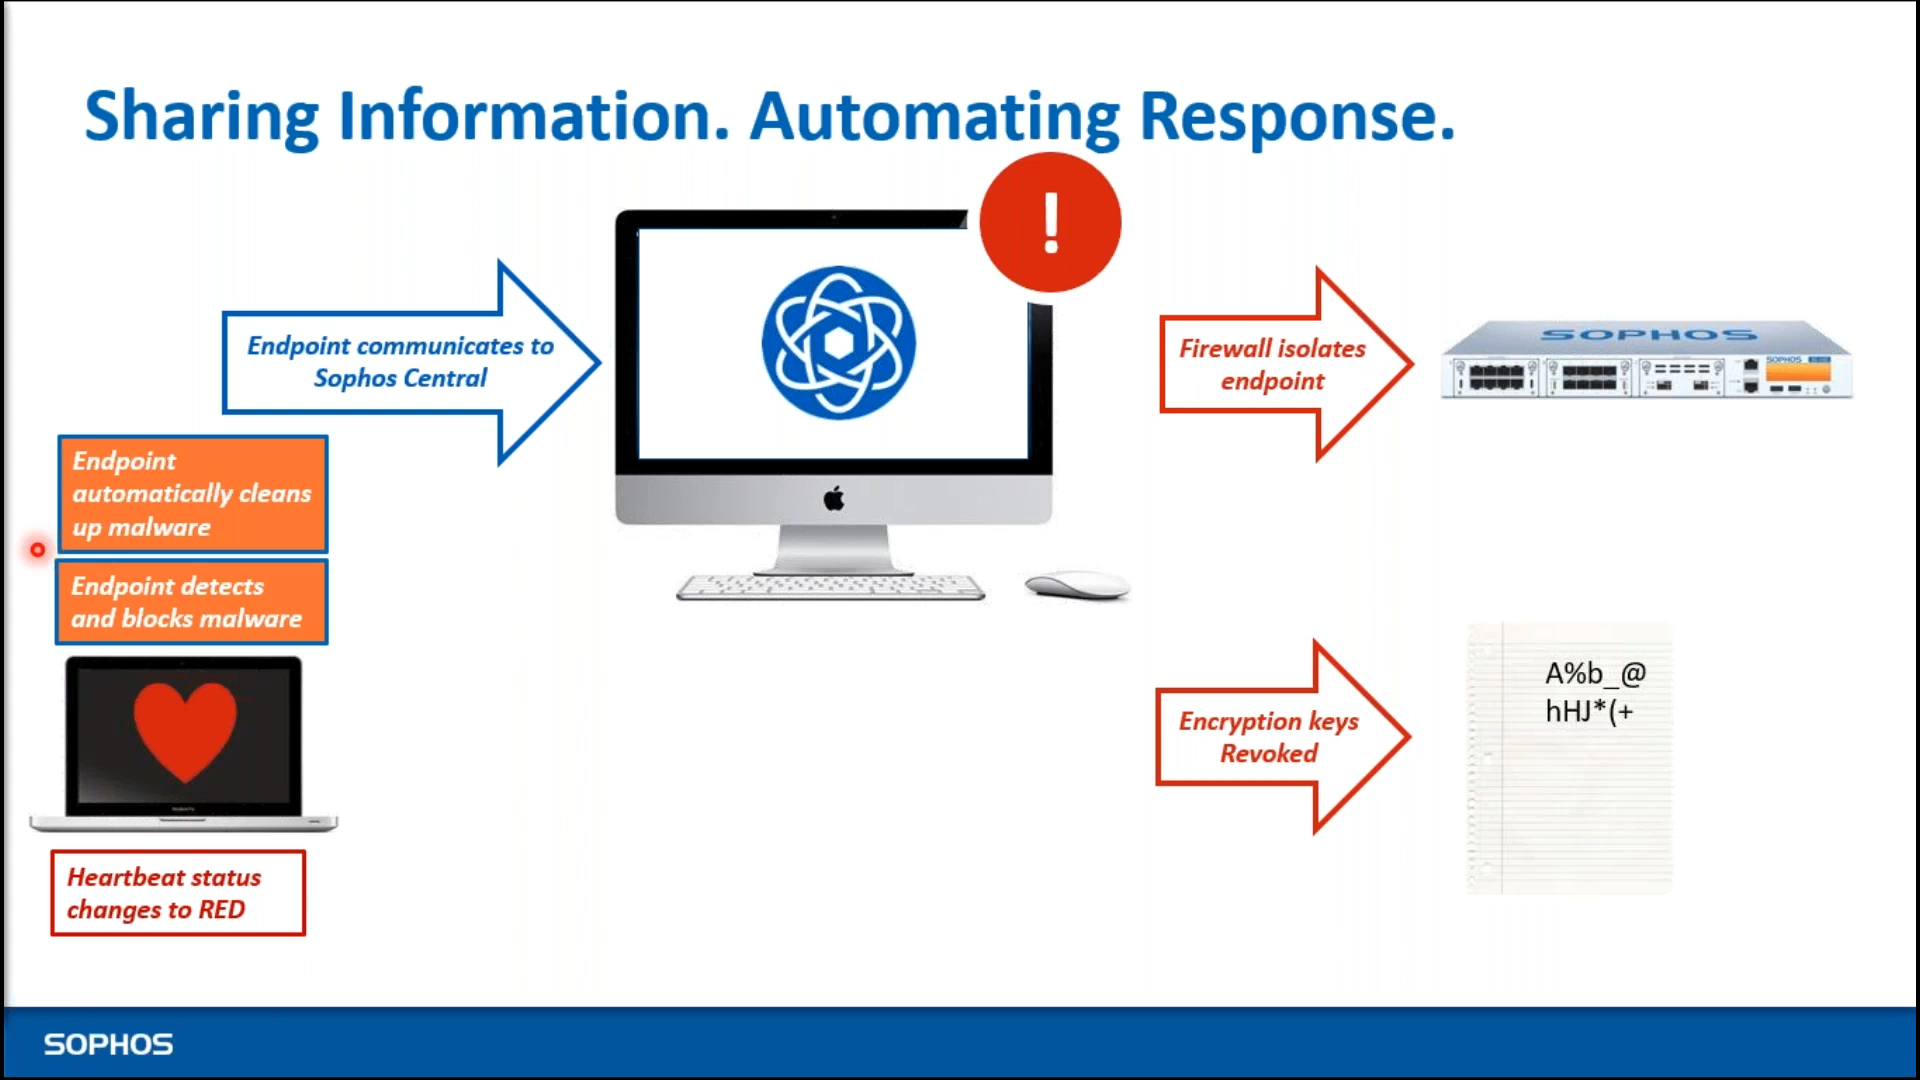 Sharing Information. Automating Response.
!
Endpoint communicates to
Sophos Central
Firewall isolates
endpoint
SOPHOS
SOPHOS
Endpoint
automatically cleans
up malware
Endpoint detects
and blocks malware
Encryption keys
Revoked
A%b_@
hHJ*(+
Heartbeat status
changes to RED
SOPHOS